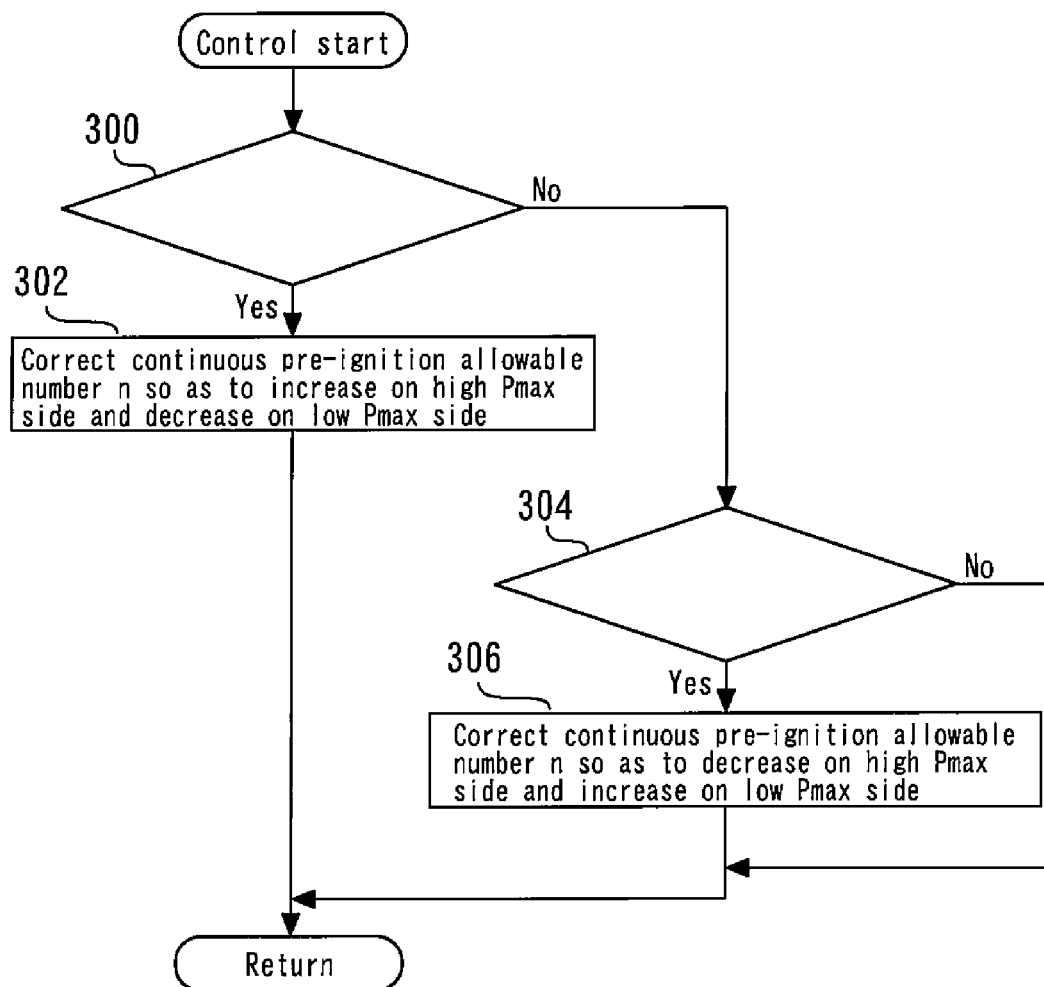 Control start
300
No
302
Yes
Correct continuous pre-ignition allowable
number n so as to increase on high Pmax
side and decrease on low Pmax side
304
No
306
Yes
Correct continuous pre-ignition allowable
number n so as to decrease on high Pmax
side and increase on low Pmax side
Return